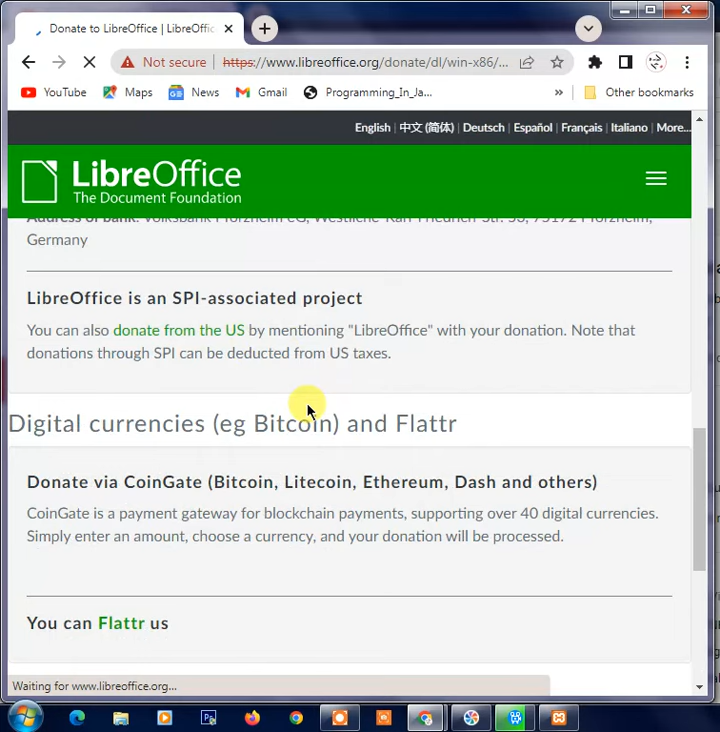 Donate to LibreOffice | LibreOffic
Not secure | https://www.libreoffice.org/donate/dl/win-x86/...
YouTube Maps News Gmail Programming_In_Ja... » Other bookmarks
English | 中文 (简体) | Deutsch | Español | Français | Italiano | More...
LibreOffice
The Document Foundation
Address of bank: Volksbank Pforzheim eG, Westliche-Karl-Friedrich-Str. 53, 75172 Pforzheim,
Germany
LibreOffice is an SPI-associated project
You can also donate from the US by mentioning "LibreOffice" with your donation. Note that
donations through SPI can be deducted from US taxes.
Digital currencies (eg Bitcoin) and Flattr
Donate via CoinGate (Bitcoin, Litecoin, Ethereum, Dash and others)
CoinGate is a payment gateway for blockchain payments, supporting over 40 digital currencies.
Simply enter an amount, choose a currency, and your donation will be processed.
You can Flattr us
Waiting for www.libreoffice.org...